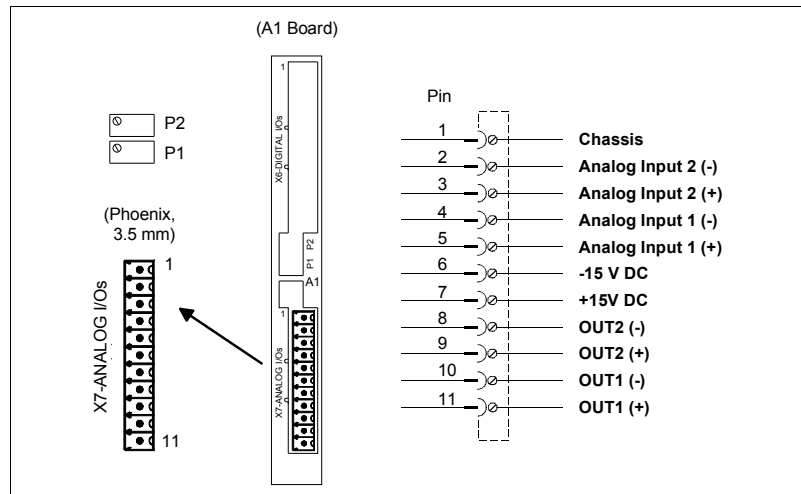 (A1 Board)
1
X6-DIGITAL I/Os
P1 P2
A1
1
X7-ANALOG I/Os
P2
P1
(Phoenix,
3.5 mm)
X7-ANALOG I/Os
1
11
Pin
1 Chassis
2 Analog Input 2 (-)
3 Analog Input 2 (+)
4 Analog Input 1 (-)
5 Analog Input 1 (+)
6 -15 V DC
7 +15V DC
8 OUT2 (-)
9 OUT2 (+)
10 OUT1 (-)
11 OUT1 (+)